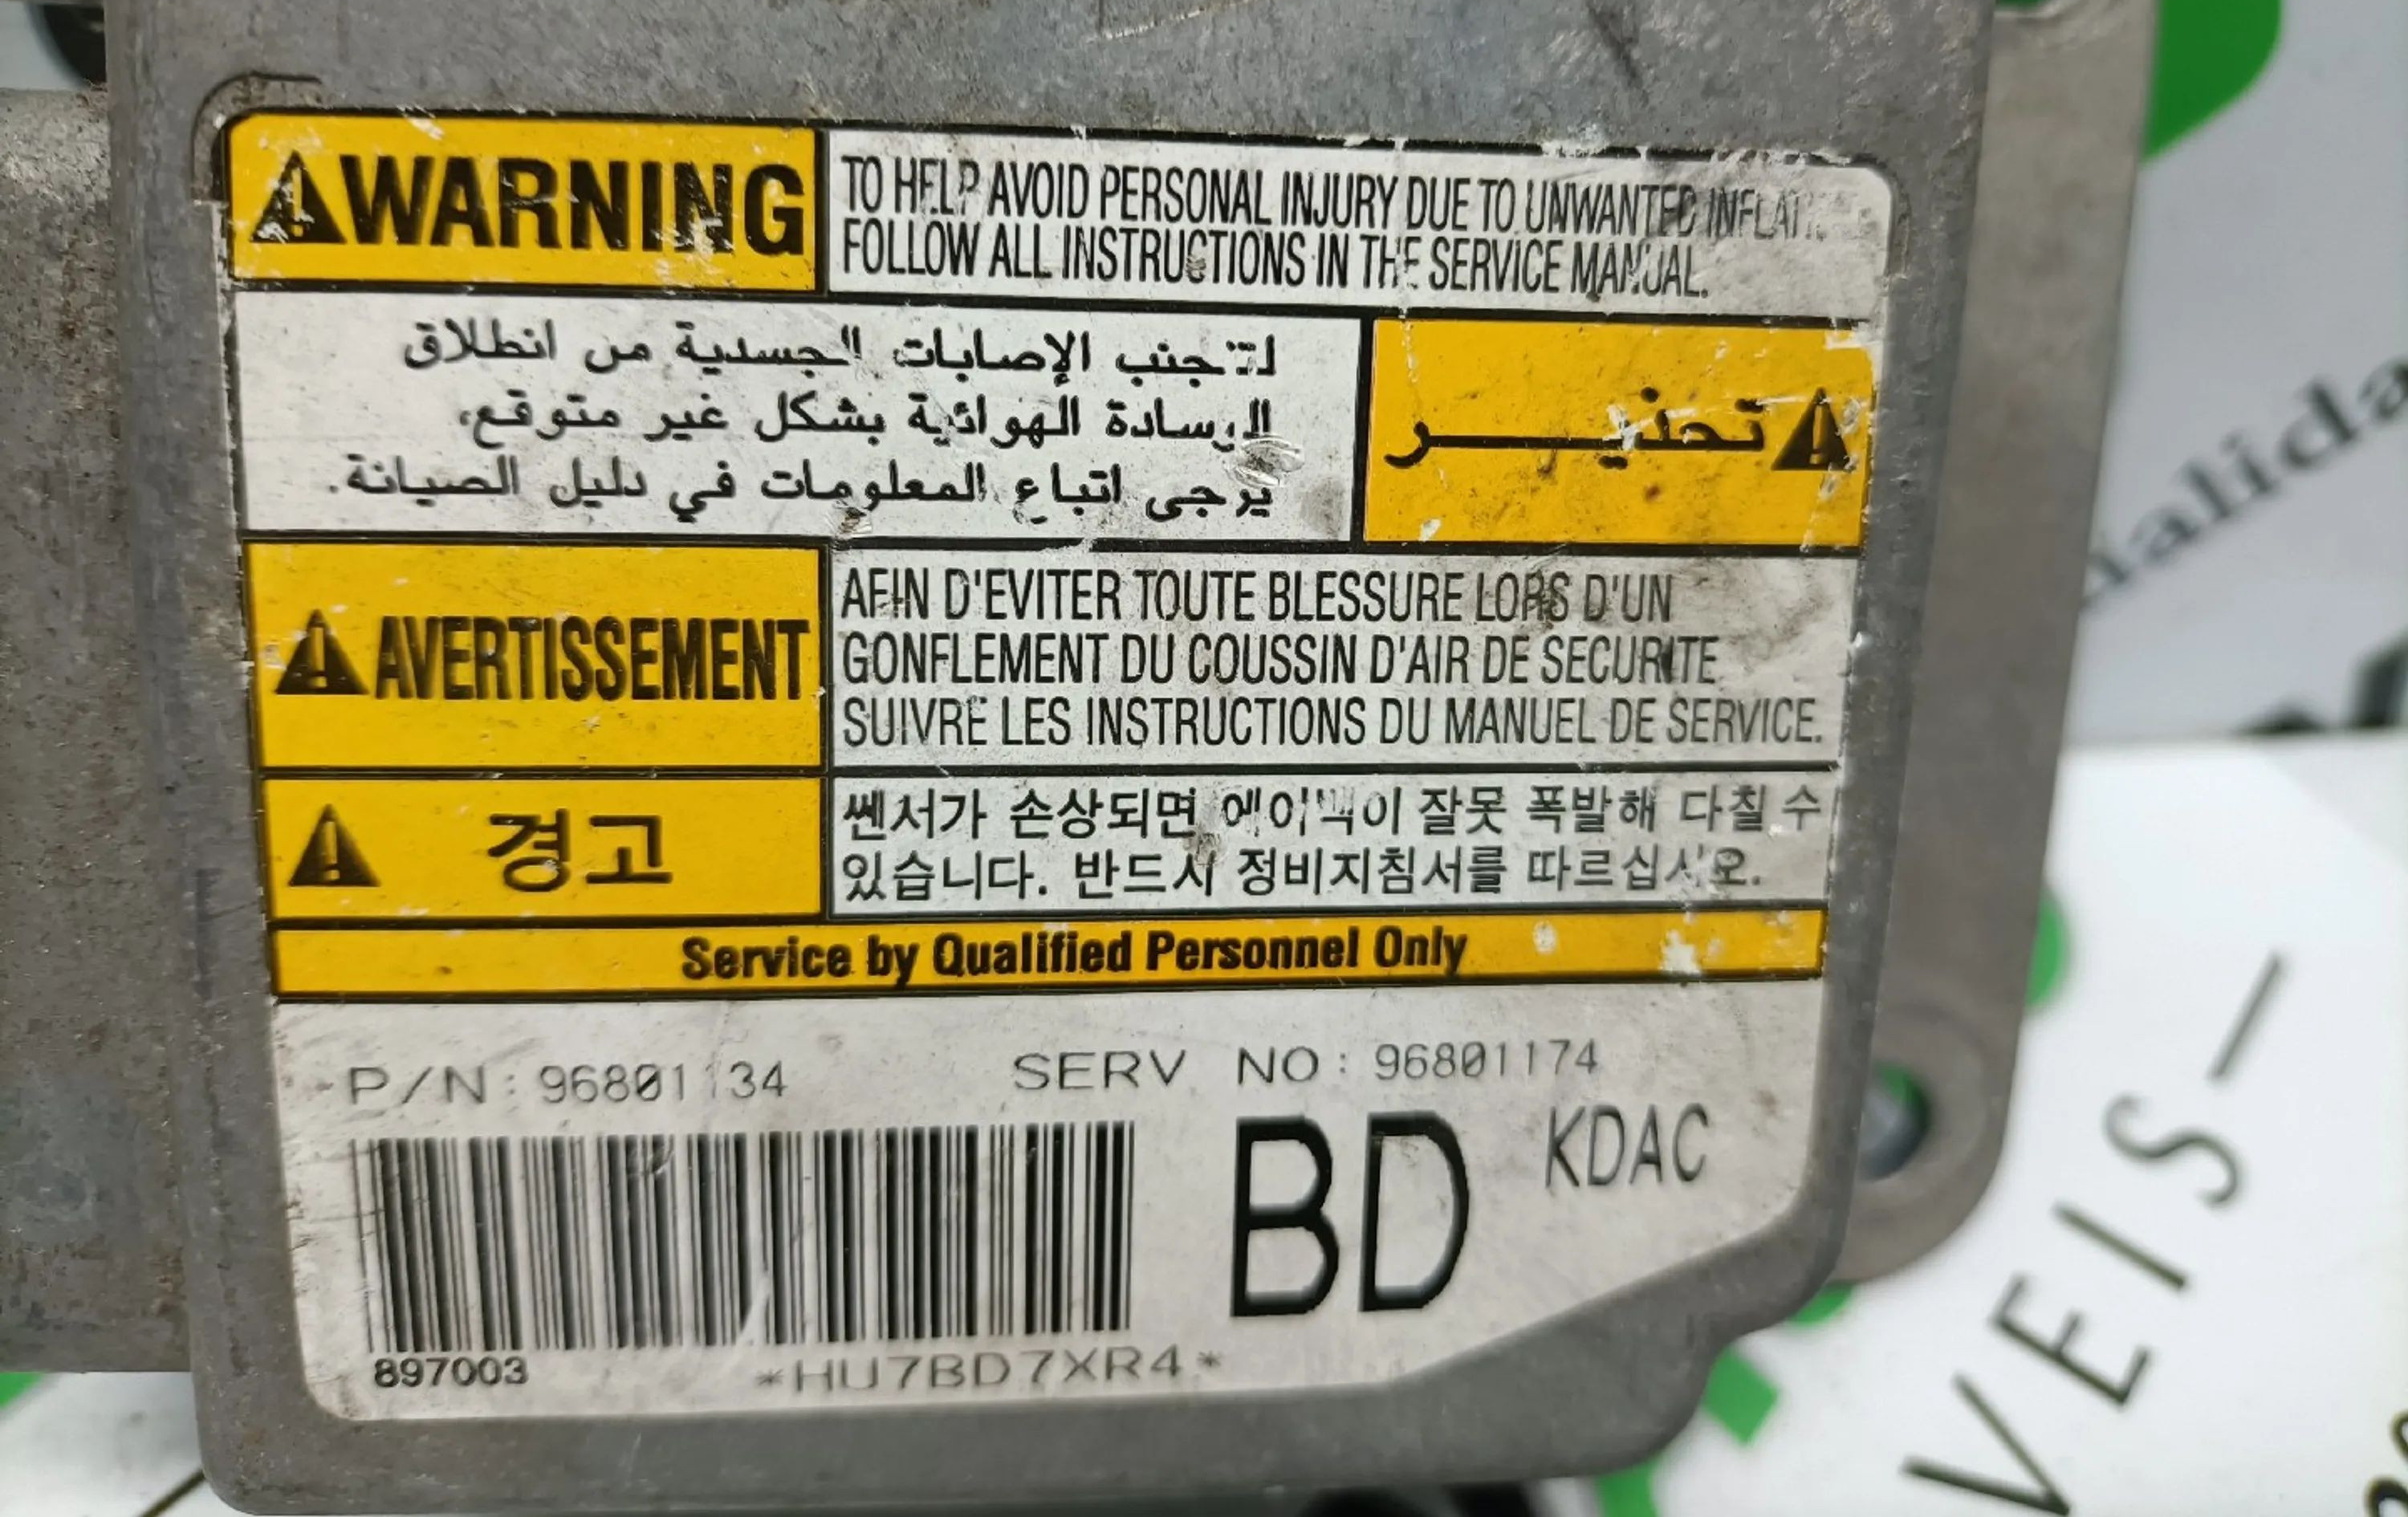 WARNING
TO HELP AVOID PERSONAL INJURY DUE TO UNWANTED
FOLLOW ALL INSTRUCTIONS IN THE SERVICE MANUAL.
تحذيـــــر
لتجنب الإصابات الجسدية من انطلاق
الوسادة الهوائية بشكل غير متوقع،
يرجى اتباع المعلومات في دليل الصيانة.
AVERTISSEMENT
AFIN D'EVITER TOUTE BLESSURE LORS D'UN
GONFLEMENT DU COUSSIN D'AIR DE SECURITE
SUIVRE LES INSTRUCTIONS DU MANUEL DE SERVICE.
경고
쎈서가 손상되면 에어백이 잘못 폭발해 다칠 수
있습니다. 반드시 정비지침서를 따르십시오.
Service by Qualified Personnel Only
P/N: 96801134 SERV NO: 96801174
BD KDAC
897003 *HU7BD7XR4*
VEIS-